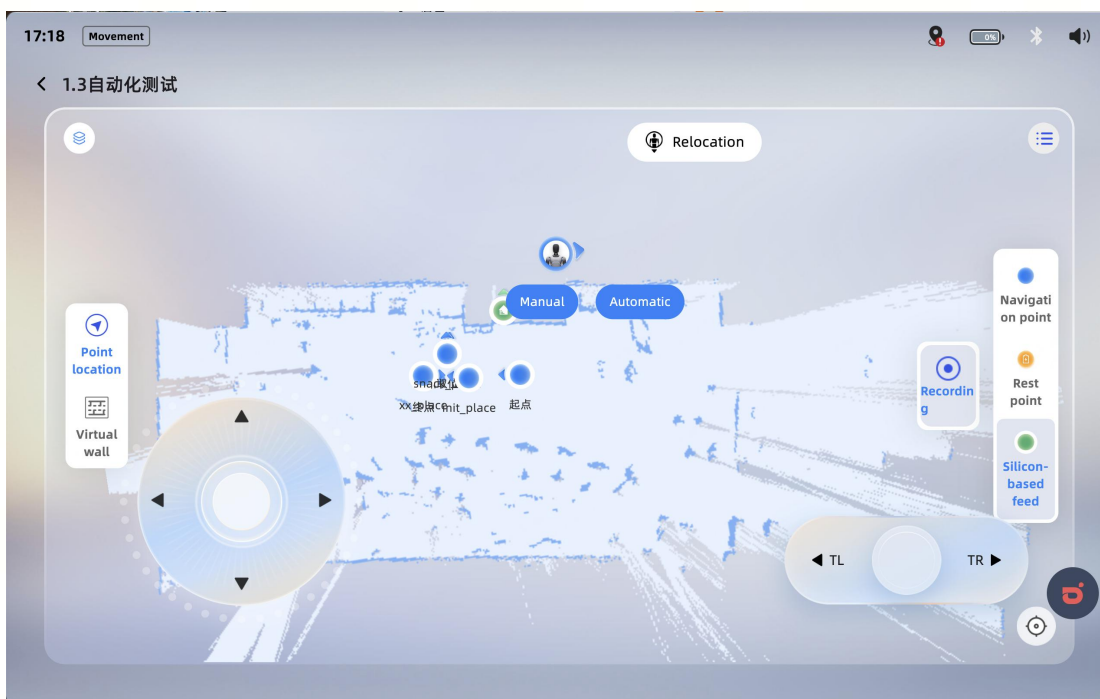 17:18
Movement
0%
1.3自动化测试
Relocation
Manual
Automatic
Point
location
Virtual
wall
起点
Navigati
on point
Rest
point
Silicon-
based
feed
Recordin
g
TL
TR